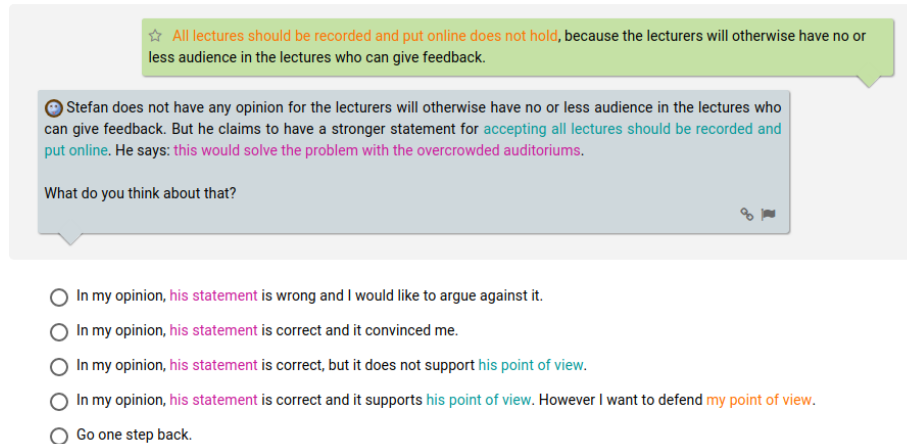 All lectures should be recorded and put online does not hold, because the lecturers will otherwise have no or
less audience in the lectures who can give feedback.
Stefan does not have any opinion for the lecturers will otherwise have no or less audience in the lectures who
can give feedback. But he claims to have a stronger statement for accepting all lectures should be recorded and
put online. He says: this would solve the problem with the overcrowded auditoriums.
What do you think about that?
In my opinion, his statement is wrong and I would like to argue against it.
In my opinion, his statement is correct and it convinced me.
In my opinion, his statement is correct, but it does not support his point of view.
In my opinion, his statement is correct and it supports his point of view. However I want to defend my point of view.
Go one step back.